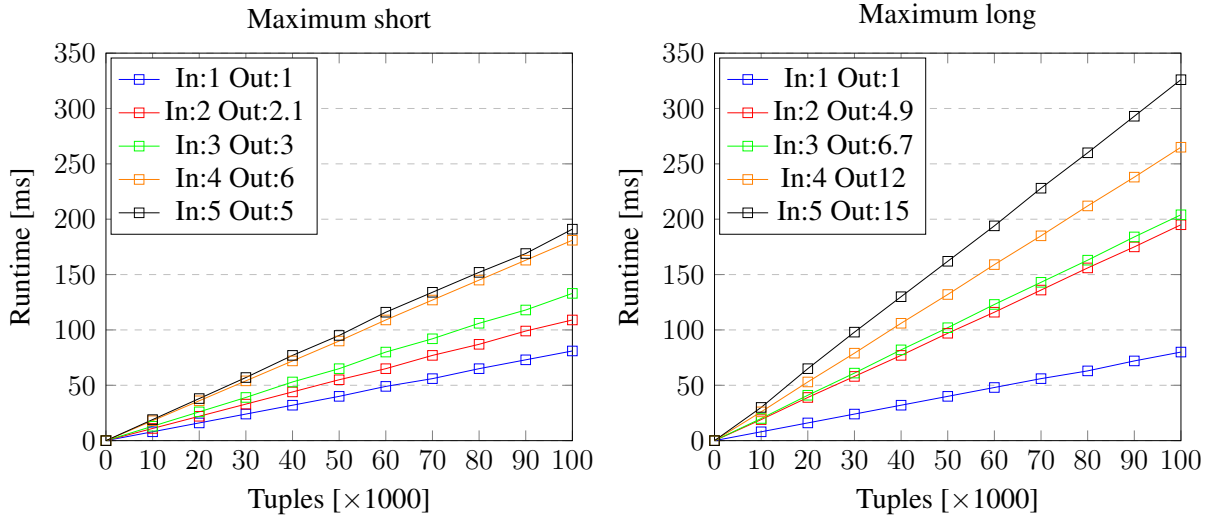 Maximum short
350
300
250
200
150
100
50
0
Runtime [ms]
In:1 Out:1
In:2 Out:2.1
In:3 Out:3
In:4 Out:6
In:5 Out:5
0 10 20 30 40 50 60 70 80 90 100
Tuples [×1000]
Maximum long
350
300
250
200
150
100
50
0
Runtime [ms]
In:1 Out:1
In:2 Out:4.9
In:3 Out:6.7
In:4 Out12
In:5 Out:15
0 10 20 30 40 50 60 70 80 90 100
Tuples [×1000]